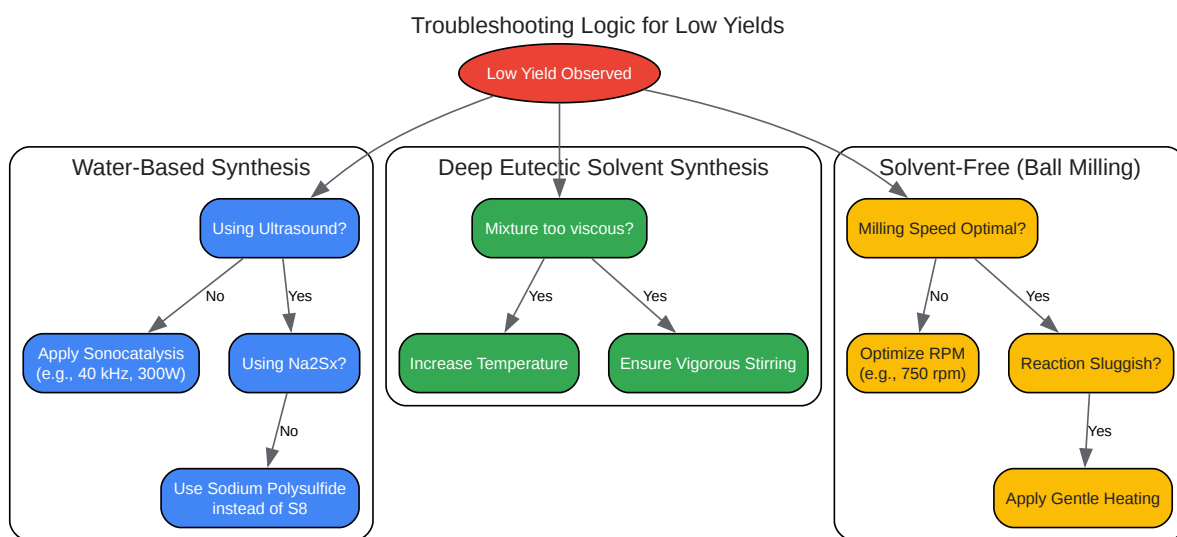 Troubleshooting Logic for Low Yields
Low Yield Observed
Water-Based Synthesis
Using Ultrasound?
No
Yes
Apply Sonocatalysis
(e.g., 40 kHz, 300W)
Using Na2Sx?
No
Use Sodium Polysulfide
instead of S8
Deep Eutectic Solvent Synthesis
Mixture too viscous?
Yes
Yes
Increase Temperature
Ensure Vigorous Stirring
Solvent-Free (Ball Milling)
Milling Speed Optimal?
No
Yes
Optimize RPM
(e.g., 750 rpm)
Reaction Sluggish?
Yes
Apply Gentle Heating